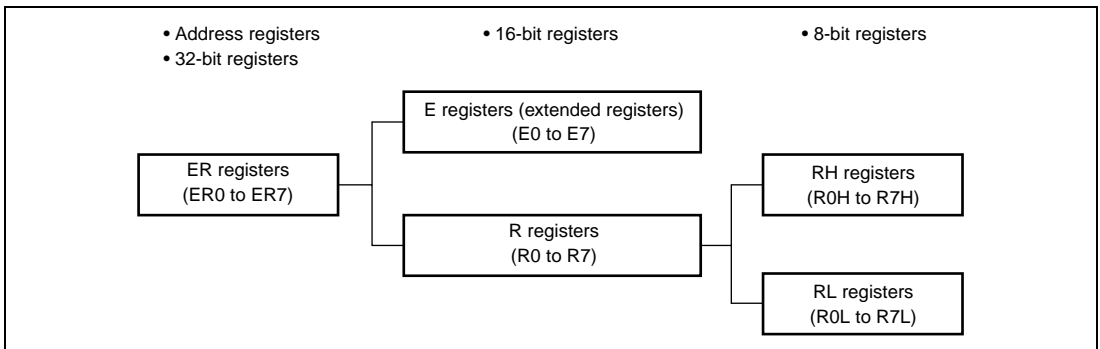 • Address registers
• 32-bit registers
• 16-bit registers
• 8-bit registers
E registers (extended registers)
(E0 to E7)
ER registers
(ER0 to ER7)
RH registers
(R0H to R7H)
R registers
(R0 to R7)
RL registers
(R0L to R7L)